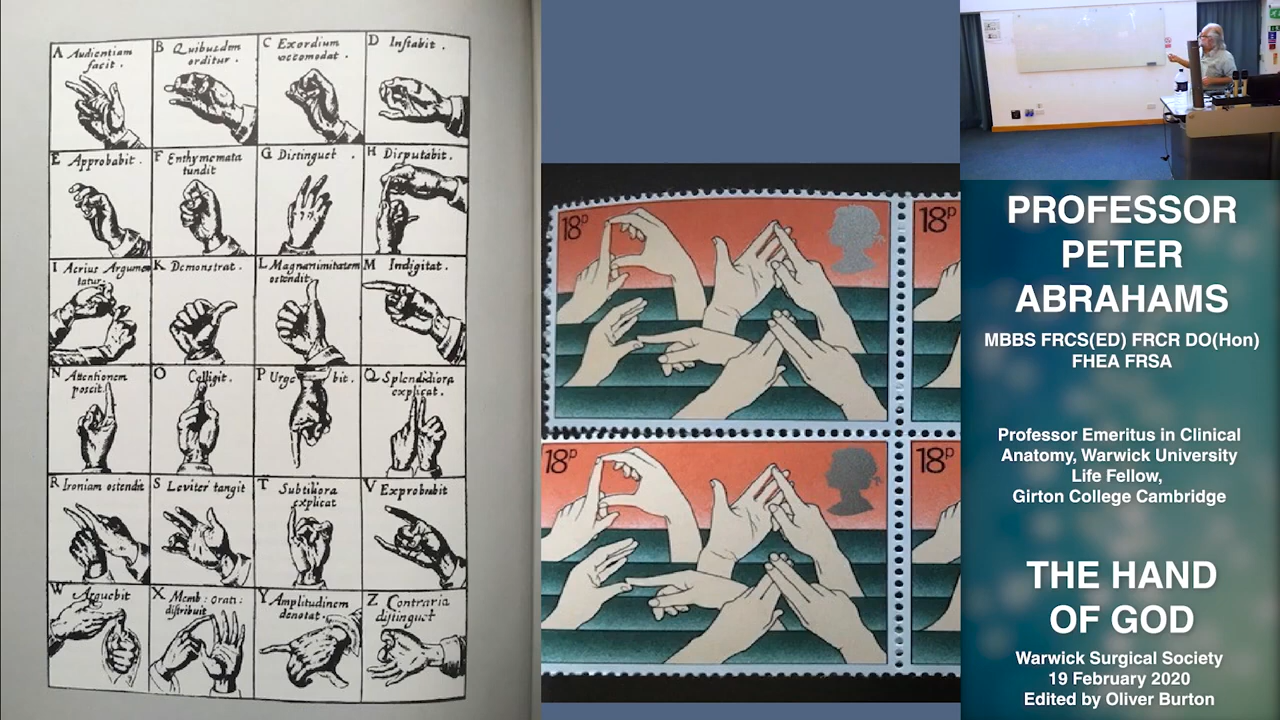 A Audientiam
facit.
B Quibusdam
orditur.
C Exordium
accomodat.
D Instabit.
E Approbabit.
F Enthymemata
tundit
G Distinguet.
H Disputabit.
I Acrius Argumen
tatur.
K Demonstrat.
L Magnanimitatem
ostendit.
M Indigitat.
N Attentionem
poscit.
O Colligit.
P Urgebit.
Q Splendidiora
explicat.
R Ironiam ostendit
S Leviter tangit
T Subtiliora
explicat
V Exprobrabit
W Arguebit
X Memb: orati:
distribuit
Y Amplitudinem
denotat.
Z Contraria
distinguet
18P
18P
18P
18P
PROFESSOR
PETER
ABRAHAMS
MBBS FRCS(ED) FRCR DO(Hon)
FHEA FRSA
Professor Emeritus in Clinical
Anatomy, Warwick University
Life Fellow,
Girton College Cambridge
THE HAND
OF GOD
Warwick Surgical Society
19 February 2020
Edited by Oliver Burton